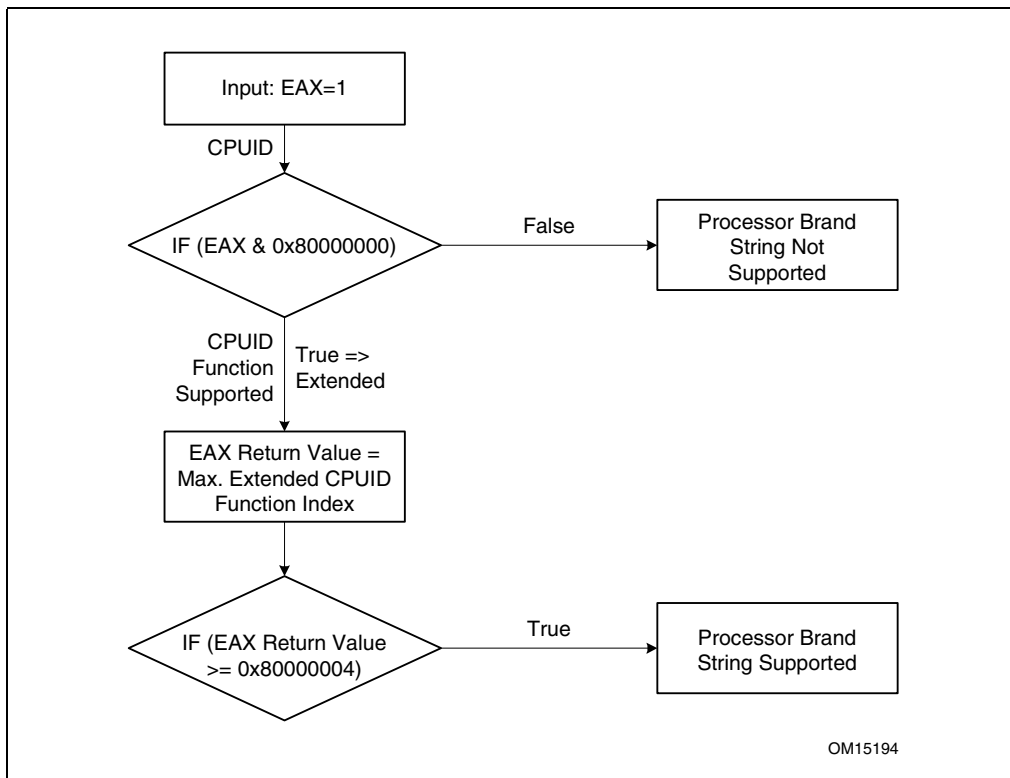 Input: EAX=1
CPUID
IF (EAX & 0x80000000)
False
Processor Brand
String Not
Supported
CPUID
Function
Supported
True =>
Extended
EAX Return Value =
Max. Extended CPUID
Function Index
IF (EAX Return Value
>= 0x80000004)
True
Processor Brand
String Supported
OM15194